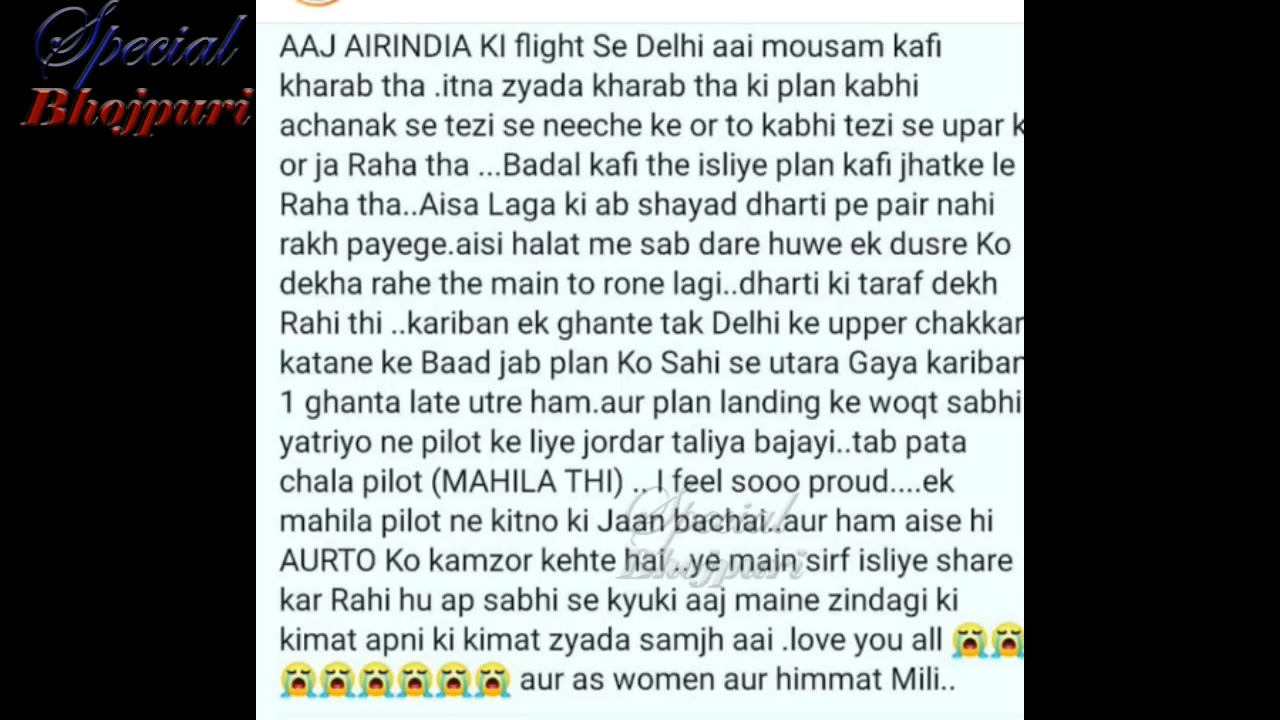 Special
Bhojpuri
AAJ AIRINDIA KI flight Se Delhi aai mousam kafi
kharab tha .itna zyada kharab tha ki plan kabhi
achanak se tezi se neeche ke or to kabhi tezi se upar k
or ja Raha tha ...Badal kafi the isliye plan kafi jhatke le
Raha tha..Aisa Laga ki ab shayad dharti pe pair nahi
rakh payege.aisi halat me sab dare huwe ek dusre Ko
dekha rahe the main to rone lagi..dharti ki taraf dekh
Rahi thi ..kariban ek ghante tak Delhi ke upper chakkar
katane ke Baad jab plan Ko Sahi se utara Gaya kariban
1 ghanta late utre ham.aur plan landing ke woqt sabhi
yatriyo ne pilot ke liye jordar taliya bajayi..tab pata
chala pilot (MAHILA THI) .. I feel sooo proud....ek
mahila pilot ne kitno ki Jaan bachai..aur ham aise hi
AURTO Ko kamzor kehte hai ..ye main sirf isliye share
kar Rahi hu ap sabhi se kyuki aaj maine zindagi ki
kimat apni ki kimat zyada samjh aai .love you all 😭😭
😭😭😭😭😭😭 aur as women aur himmat Mili..
Special
Bhojpuri